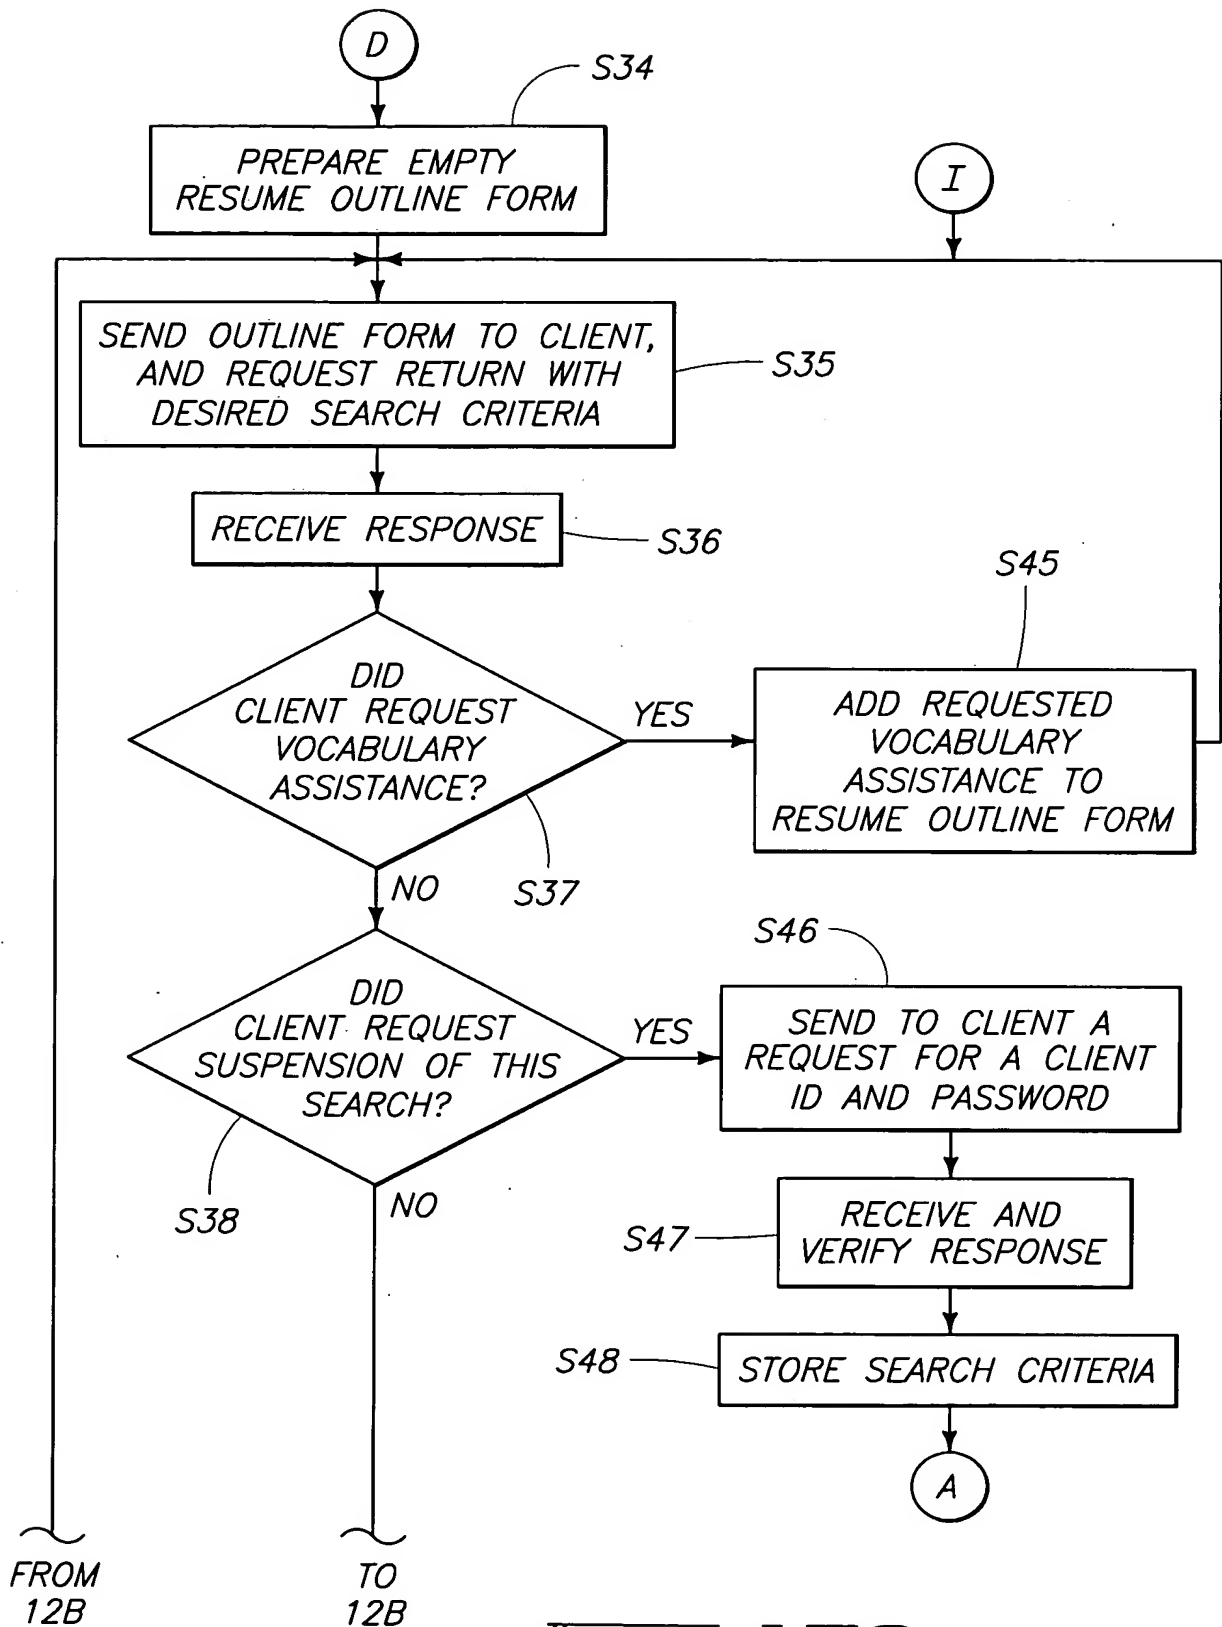 D
S34
PREPARE EMPTY
RESUME OUTLINE FORM
I
SEND OUTLINE FORM TO CLIENT,
AND REQUEST RETURN WITH
DESIRED SEARCH CRITERIA
S35
RECEIVE RESPONSE
S36
DID
CLIENT REQUEST
VOCABULARY
ASSISTANCE?
YES
S45
ADD REQUESTED
VOCABULARY
ASSISTANCE TO
RESUME OUTLINE FORM
NO
S37
DID
CLIENT REQUEST
SUSPENSION OF THIS
SEARCH?
YES
S46
SEND TO CLIENT A
REQUEST FOR A CLIENT
ID AND PASSWORD
S38
NO
S47
RECEIVE AND
VERIFY RESPONSE
S48
STORE SEARCH CRITERIA
A
FROM
12B
TO
12B